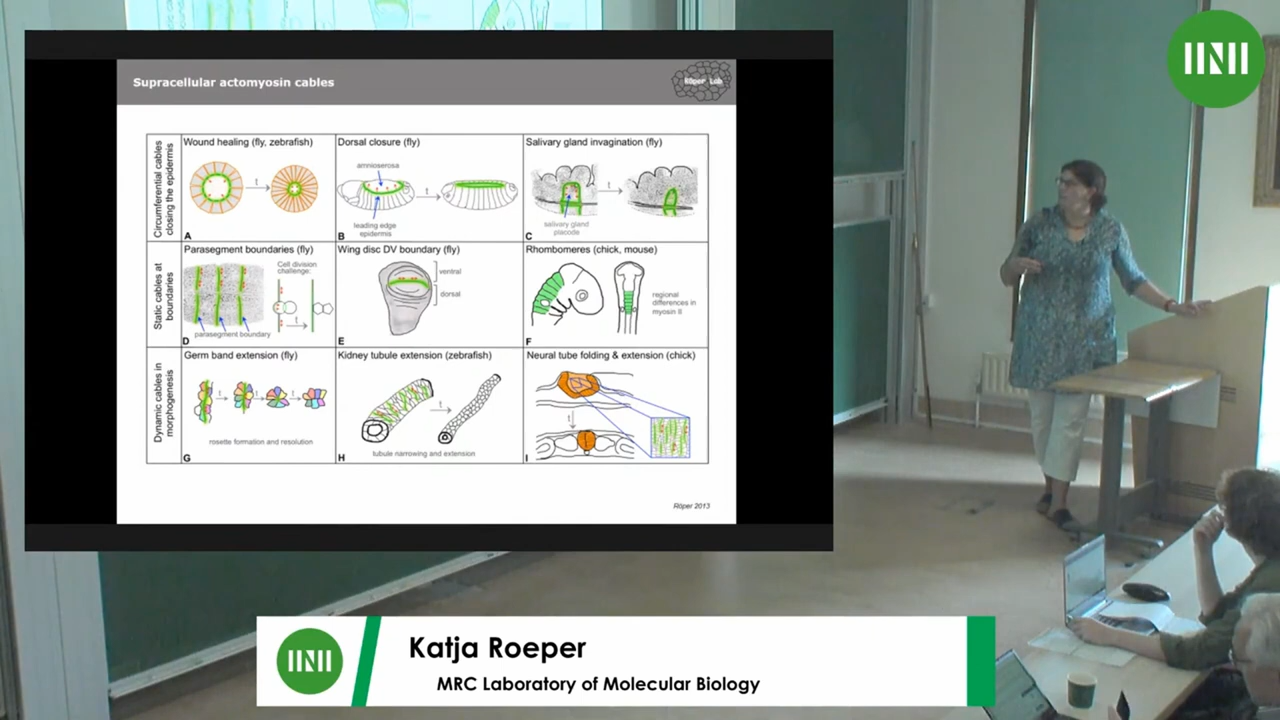 Supracellular actomyosin cables
Röper Lab
Circumferential cables
closing the epidermis
Wound healing (fly, zebrafish)
t
A
Dorsal closure (fly)
amnioserosa
t
leading edge
epidermis
B
Salivary gland invagination (fly)
t
salivary gland
placode
C
Static cables at
boundaries
Parasegment boundaries (fly)
Cell division
challenge:
t
parasegment boundary
D
Wing disc DV boundary (fly)
ventral
dorsal
E
Rhombomeres (chick, mouse)
regional
differences in
myosin II
F
Dynamic cables in
morphogenesis
Germ band extension (fly)
t
t
t
rosette formation and resolution
G
Kidney tubule extension (zebrafish)
t
tubule narrowing and extension
H
Neural tube folding & extension (chick)
t
I
Röper 2013
INI
INI
Katja Roeper
MRC Laboratory of Molecular Biology